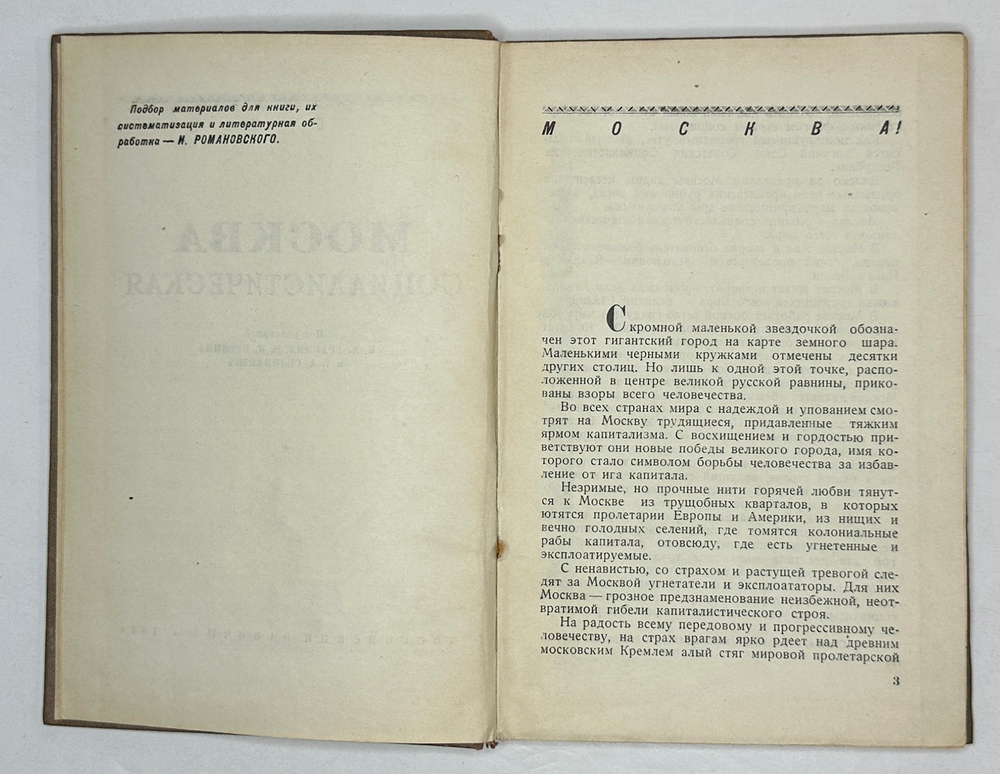 Подбор материалов для книги, их
систематизация и литературная об-
работка — И. РОМАНОВСКОГО.
МОСКВА!
Скромной маленькой звездочкой обозна-
чен этот гигантский город на карте земного шара.
Маленькими черными кружками отмечены десятки
других столиц. Но лишь к одной этой точке, распо-
ложенной в центре великой русской равнины, прико-
ваны взоры всего человечества.
Во всех странах мира с надеждой и упованием смо-
трят на Москву трудящиеся, придавленные тяжким
ярмом капитализма. С восхищением и гордостью при-
ветствуют они новые победы великого города, имя ко-
торого стало символом борьбы человечества за избав-
ление от ига капитала.
Незримые, но прочные нити горячей любви тянут-
ся к Москве из трущобных кварталов, в которых
ютятся пролетарии Европы и Америки, из нищих и
вечно голодных селений, где томятся колониальные
рабы капитала, отовсюду, где есть угнетенные и
эксплоатируемые.
С ненавистью, со страхом и растущей тревогой сле-
дят за Москвой угнетатели и эксплоататоры. Для них
Москва — грозное предзнаменование неизбежной, неот-
вратимой гибели капиталистического строя.
На радость всему передовому и прогрессивному че-
ловечеству, на страх врагам ярко рдеет над древним
московским Кремлем алый стяг мировой пролетарской
3
МОСКВА
СОЦИАЛИСТИЧЕСКАЯ